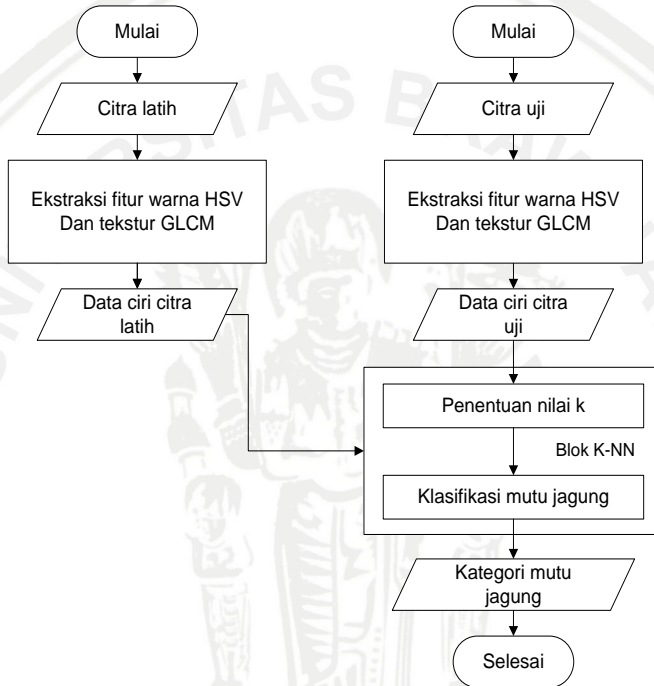 Mulai
Citra latih
Ekstraksi fitur warna HSV
Dan tekstur GLCM
Data ciri citra
latih
Mulai
Citra uji
Ekstraksi fitur warna HSV
Dan tekstur GLCM
Data ciri citra
uji
Penentuan nilai k
Blok K-NN
Klasifikasi mutu jagung
Kategori mutu
jagung
Selesai